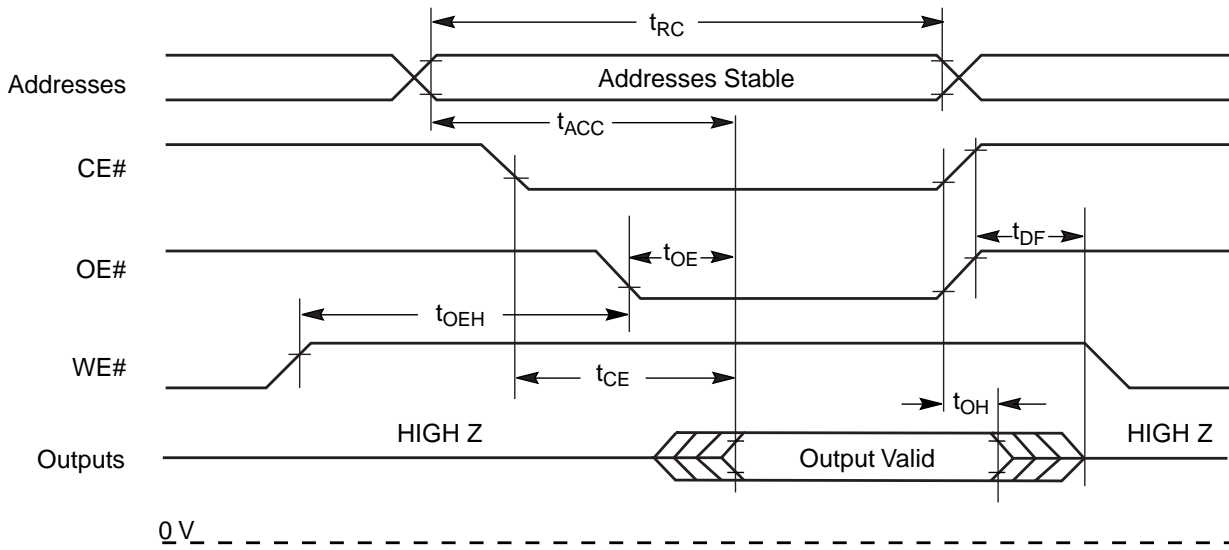 tRC
Addresses
Addresses Stable
tACC
CE#
tDF
OE#
tOE
tOEH
WE#
tCE
tOH
HIGH Z
HIGH Z
Outputs
Output Valid
0 V